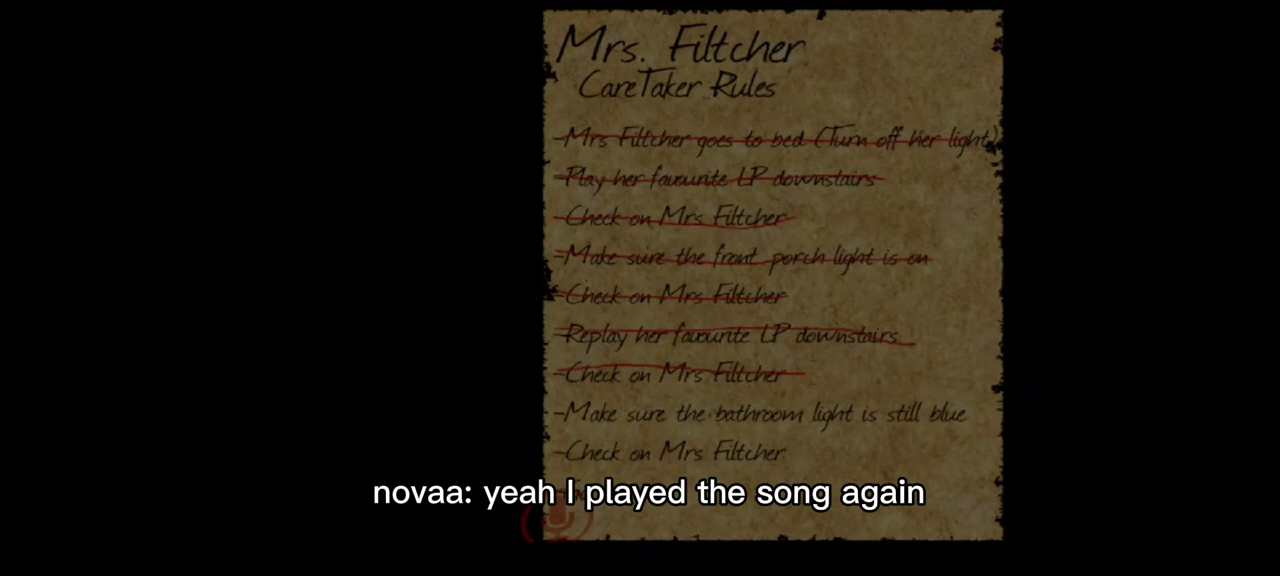 Mrs. Filtcher
CareTaker Rules
-Mrs Filtcher goes to bed (Turn off her light)
-Play her favourite LP downstairs
-Check on Mrs Filtcher
-Make sure the front porch light is on
-Check on Mrs Filtcher
-Replay her favourite LP downstairs
-Check on Mrs Filtcher
-Make sure the bathroom light is still blue
-Check on Mrs Filtcher
novaa: yeah I played the song again